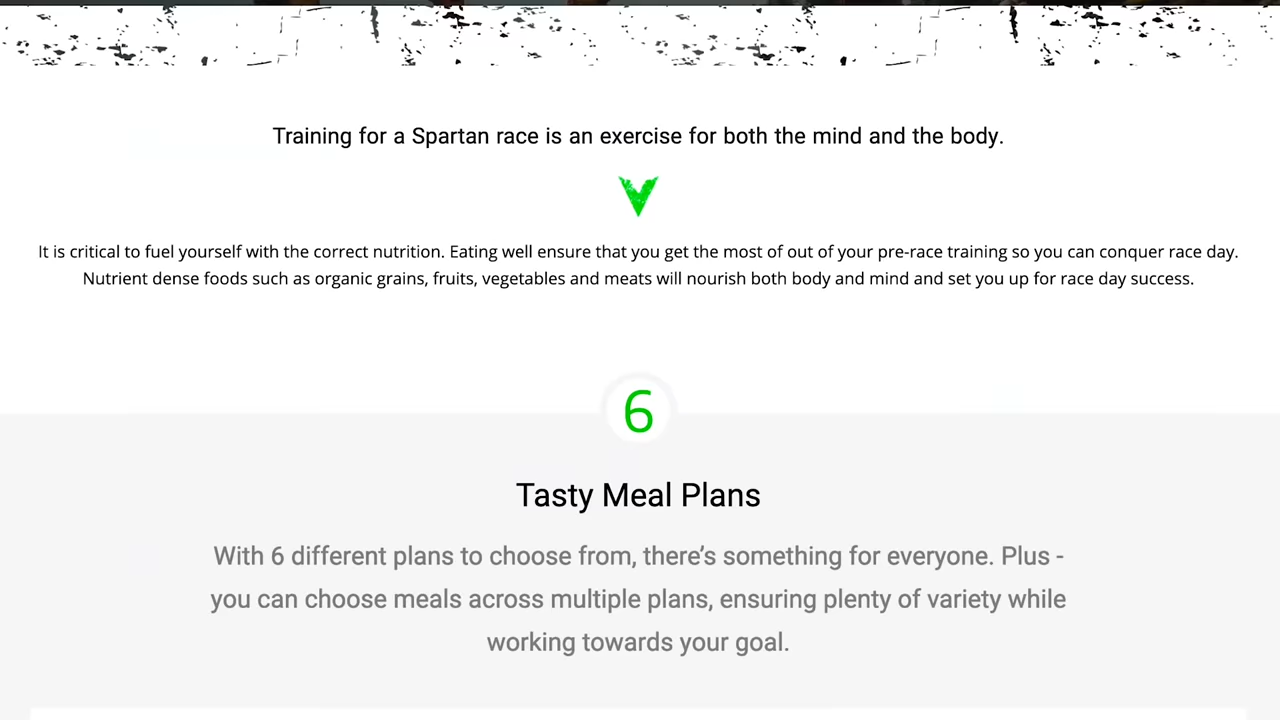 Training for a Spartan race is an exercise for both the mind and the body.
It is critical to fuel yourself with the correct nutrition. Eating well ensure that you get the most of out of your pre-race training so you can conquer race day.
Nutrient dense foods such as organic grains, fruits, vegetables and meats will nourish both body and mind and set you up for race day success.
6
Tasty Meal Plans
With 6 different plans to choose from, there’s something for everyone. Plus -
you can choose meals across multiple plans, ensuring plenty of variety while
working towards your goal.